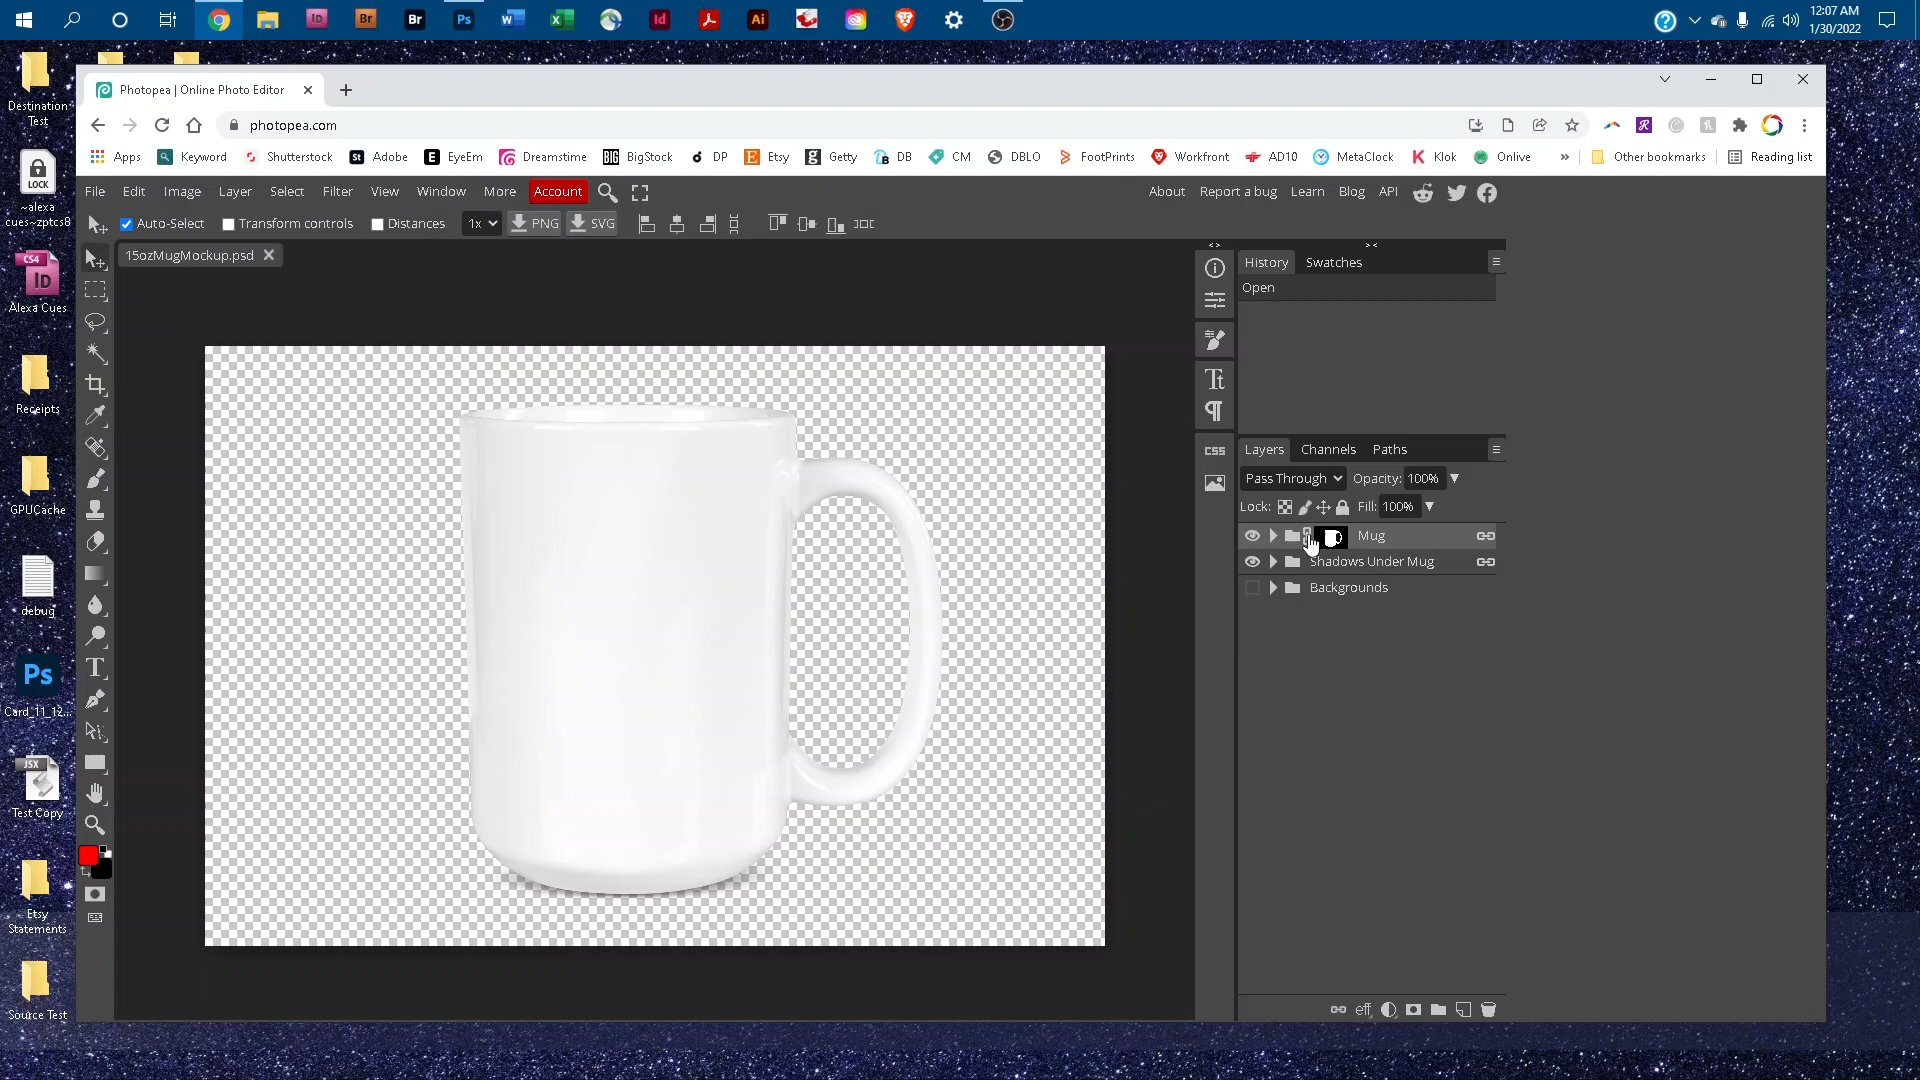 12:07 AM
1/30/2022
Destination Test
LOCK
~alexa cues~zptcs8
CS4
Alexa Cues
Receipts
GPUCache
debug
Ps
Card_11_12...
JSX
Test Copy
Etsy Statements
Source Test
Photopea | Online Photo Editor
photopea.com
Apps Keyword Shutterstock Adobe EyeEm Dreamstime BigStock DP Etsy Getty DB CM DBLO FootPrints Workfront AD10 MetaClock Klok Onlive » Other bookmarks Reading list
File Edit Image Layer Select Filter View Window More Account About Report a bug Learn Blog API
Auto-Select Transform controls Distances 1x PNG SVG
15ozMugMockup.psd
History Swatches
Open
CSS
Layers Channels Paths
Pass Through Opacity: 100%
Lock: Fill: 100%
Mug
Shadows Under Mug
Backgrounds
eff